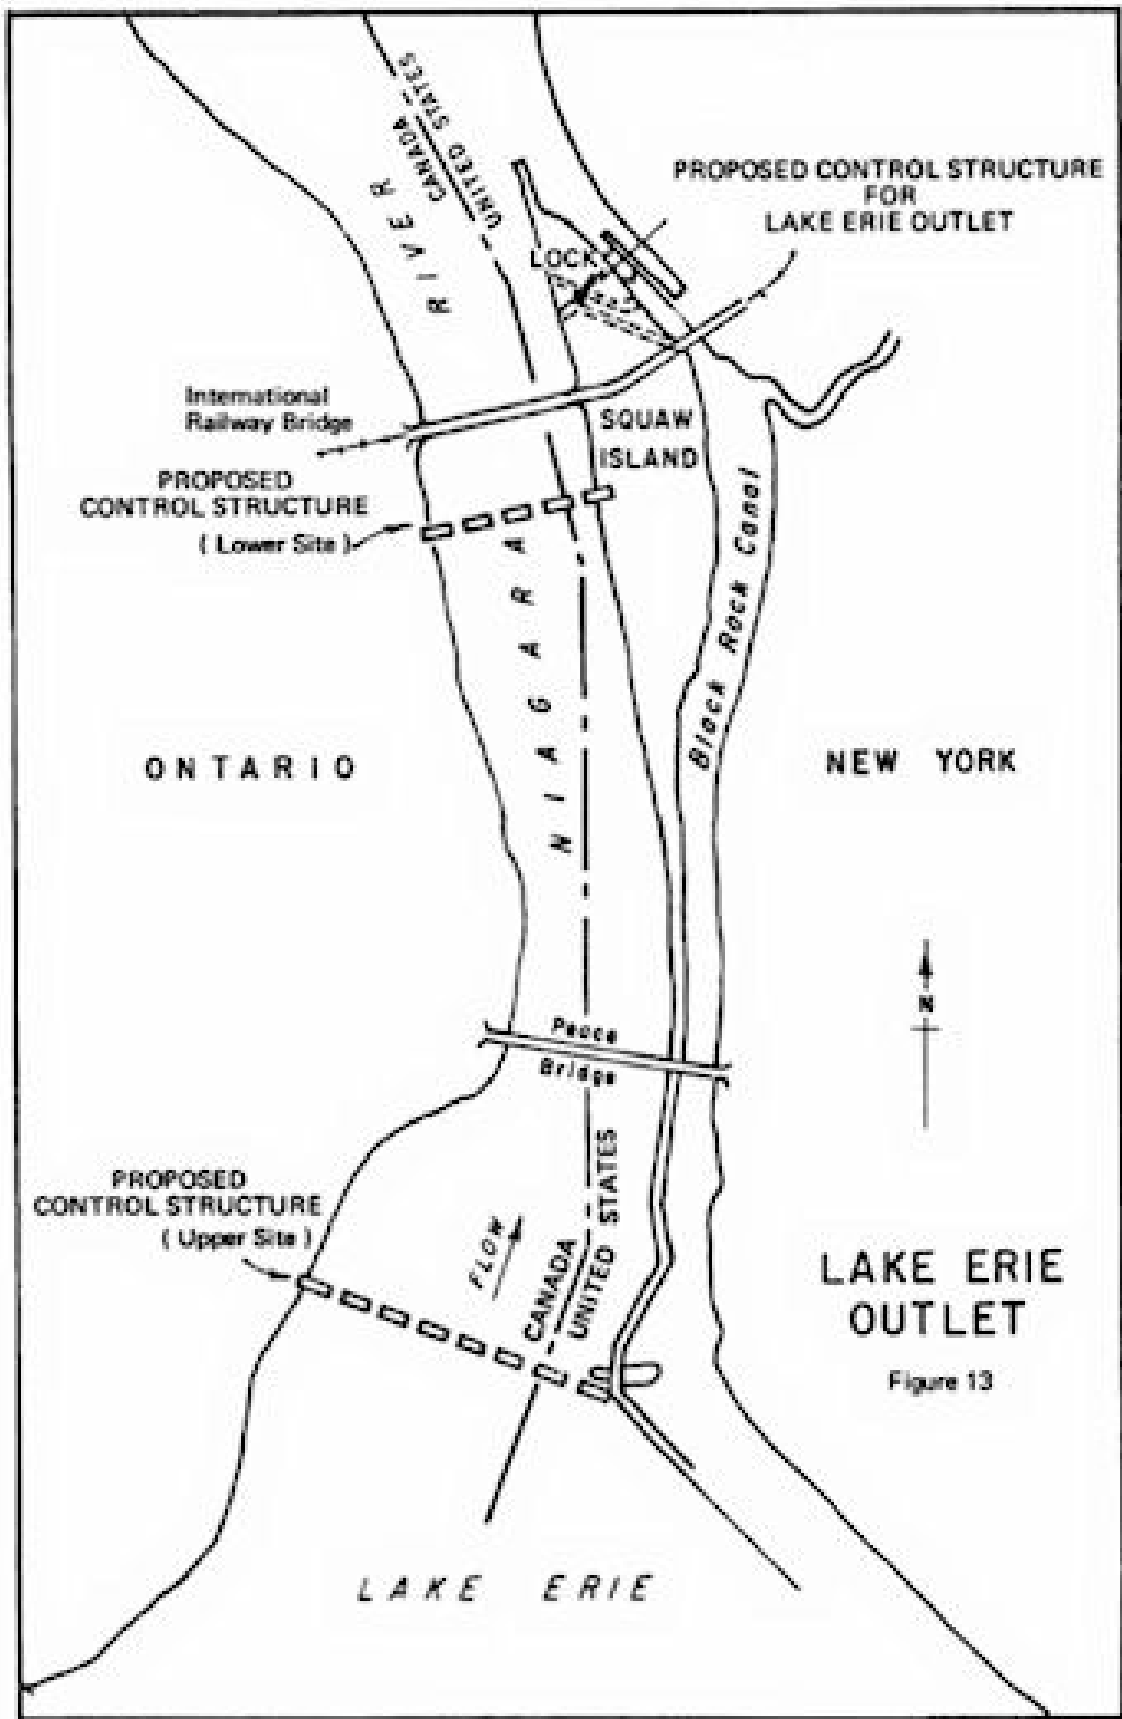 CANADA
UNITED STATES
RIVER
PROPOSED CONTROL STRUCTURE
FOR
LAKE ERIE OUTLET
LOCK
International
Railway Bridge
SQUAW
ISLAND
PROPOSED
CONTROL STRUCTURE
( Lower Site )
Black Rock Canal
NIAGARA
ONTARIO
NEW YORK
N
Peace
Bridge
PROPOSED
CONTROL STRUCTURE
( Upper Site )
FLOW
CANADA
UNITED STATES
LAKE ERIE
OUTLET
Figure 13
LAKE ERIE